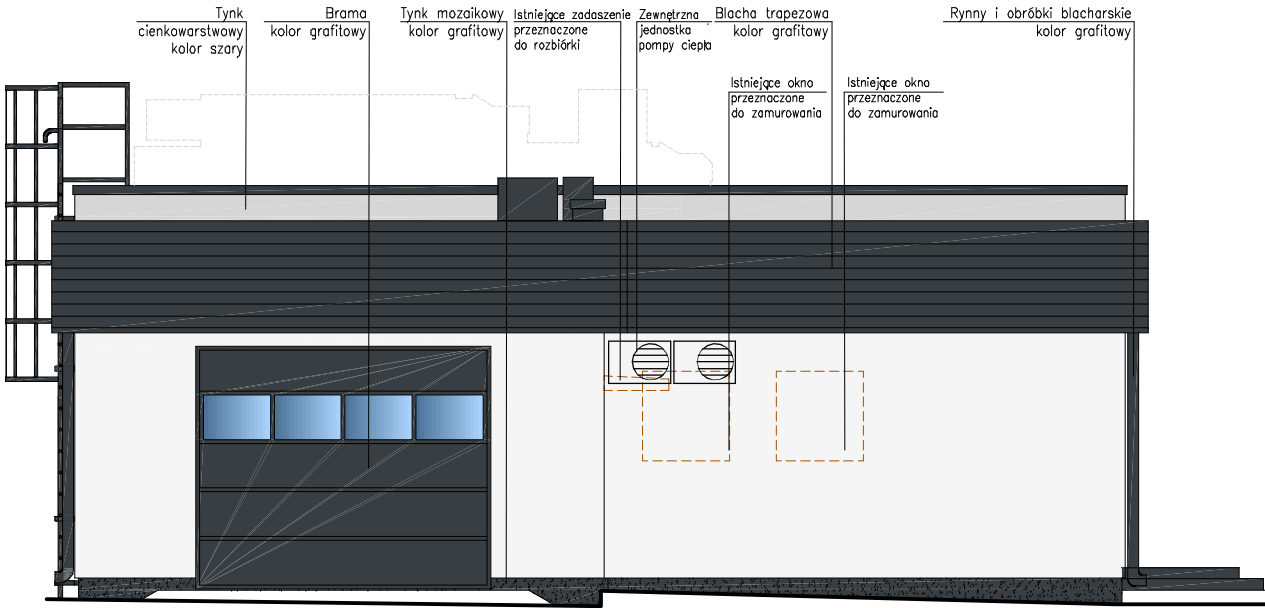 Tynk
cienkowarstwowy
kolor szary
Brama
kolor grafitowy
Tynk mozaikowy
kolor grafitowy
Istniejące zadaszenie
przeznaczone
do rozbiórki
Zewnętrzna
jednostka
pompy ciepła
Blacha trapezowa
kolor grafitowy
Rynny i obróbki blacharskie
kolor grafitowy
Istniejące okno
przeznaczone
do zamurowania
Istniejące okno
przeznaczone
do zamurowania